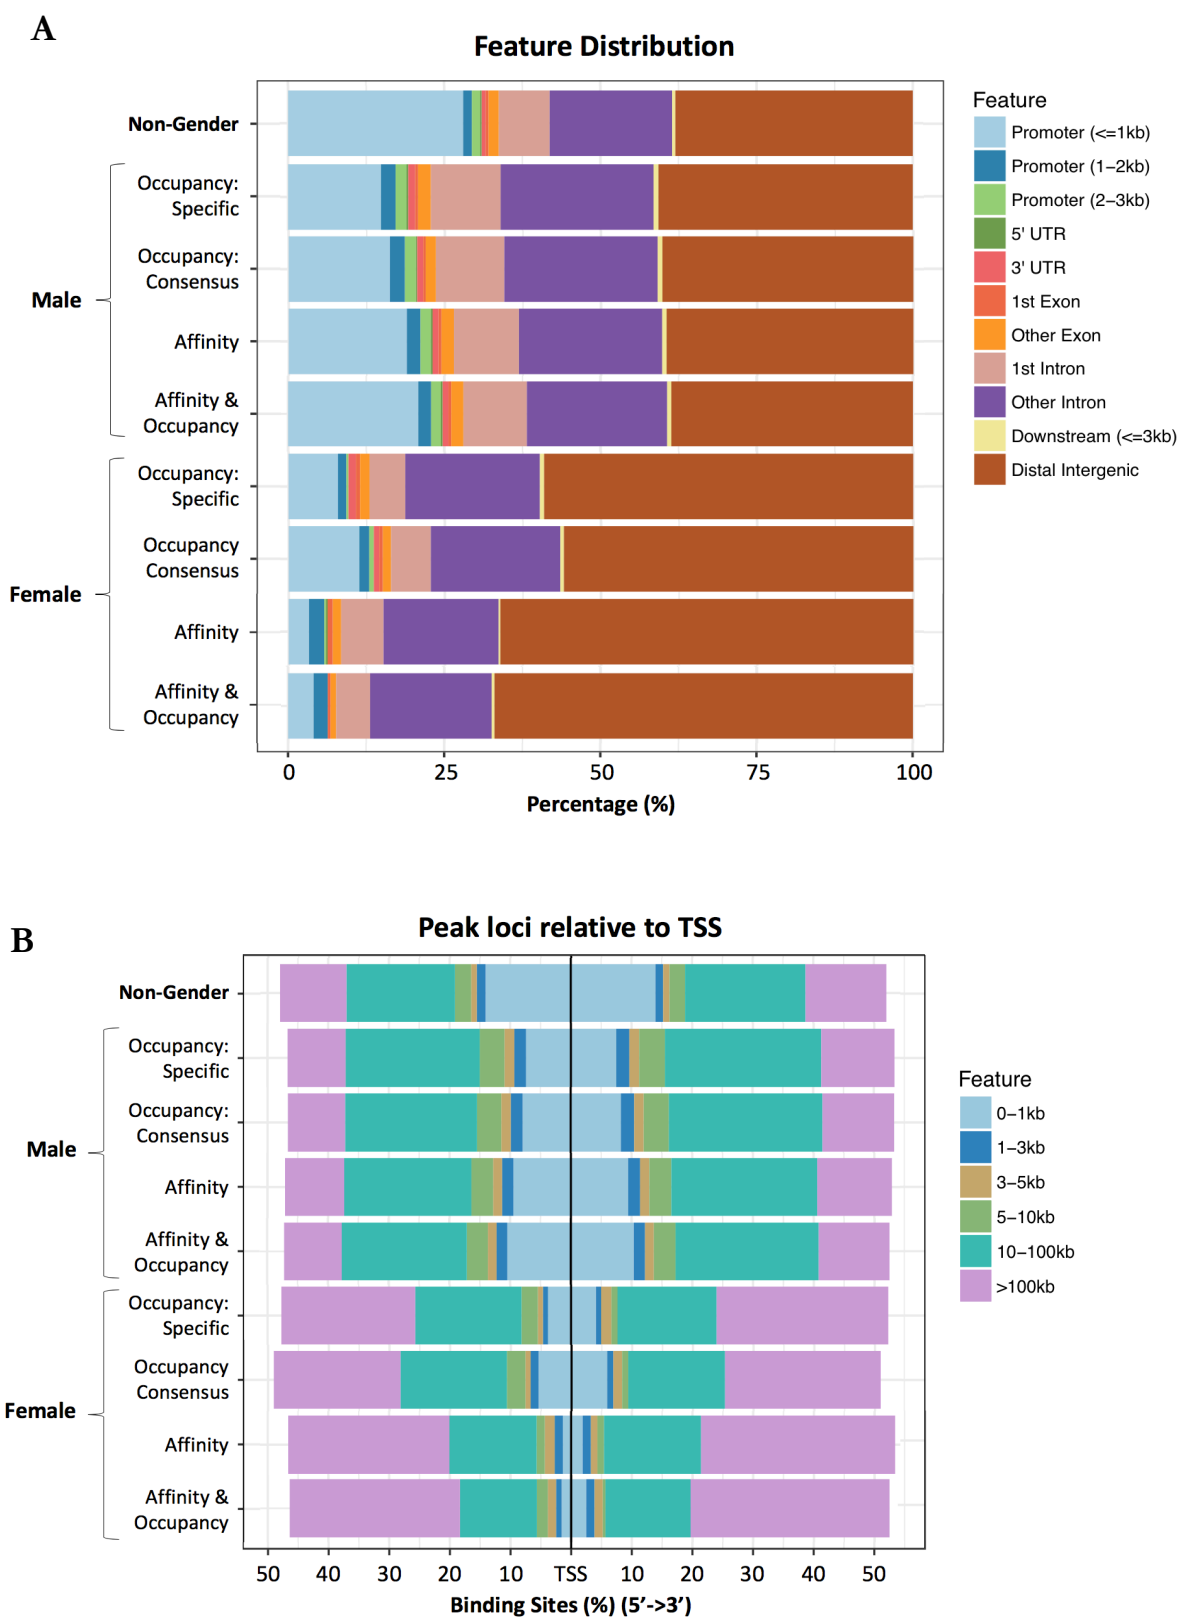 A
Feature Distribution
Non-Gender
Occupancy:
Specific
Occupancy:
Consensus
Male
Affinity
Affinity &
Occupancy
Occupancy:
Specific
Occupancy
Consensus
Female
Affinity
Affinity &
Occupancy
0 25 50 75 100
Percentage (%)
Feature
Promoter (<=1kb)
Promoter (1–2kb)
Promoter (2–3kb)
5' UTR
3' UTR
1st Exon
Other Exon
1st Intron
Other Intron
Downstream (<=3kb)
Distal Intergenic
B
Peak loci relative to TSS
Non-Gender
Occupancy:
Specific
Occupancy:
Consensus
Male
Affinity
Affinity &
Occupancy
Occupancy:
Specific
Occupancy
Consensus
Female
Affinity
Affinity &
Occupancy
50 40 30 20 10 TSS 10 20 30 40 50
Binding Sites (%) (5’->3’)
Feature
0–1kb
1–3kb
3–5kb
5–10kb
10–100kb
>100kb